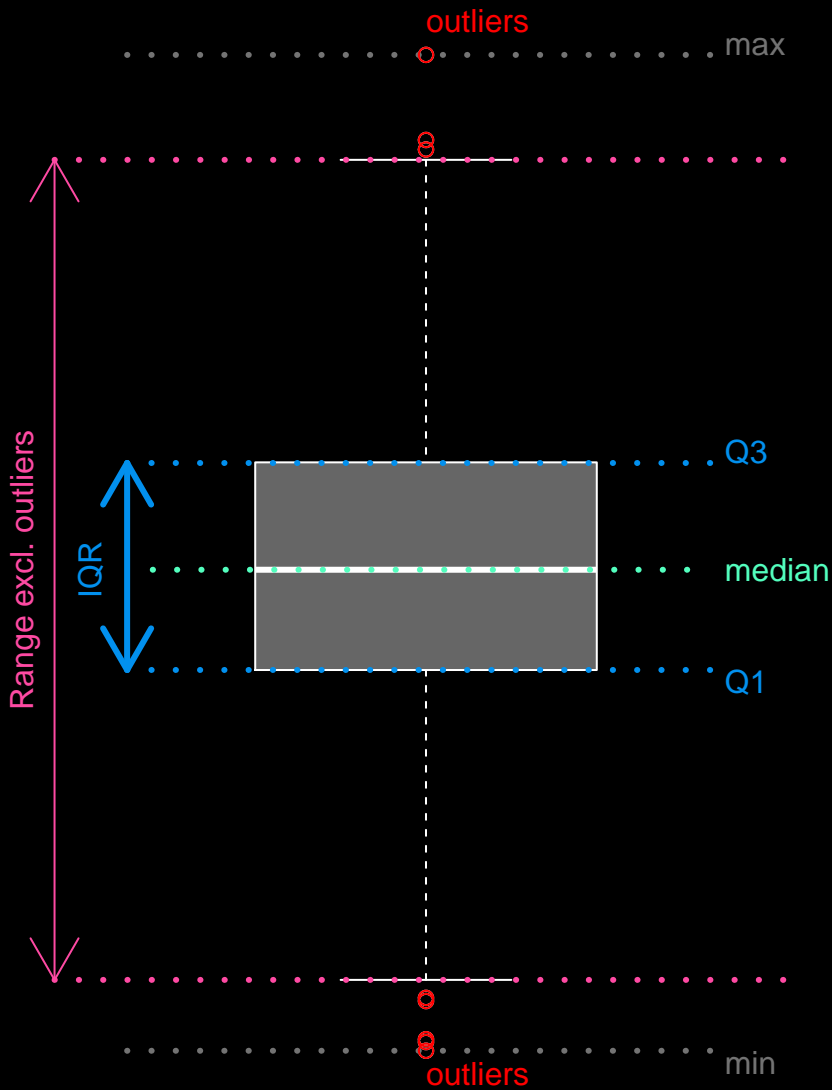 outliers
max
Range excl. outliers
IQR
Q3
median
Q1
min
outliers